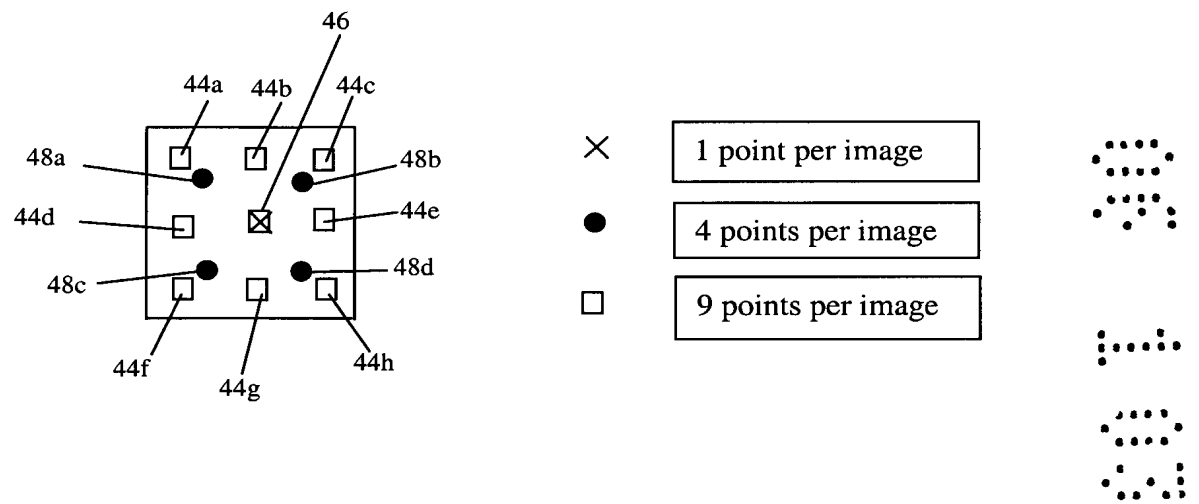 46
44a 44b 44c
48a 48b
44d 44e
48c 48d
44f 44g 44h
1 point per image
4 points per image
9 points per image